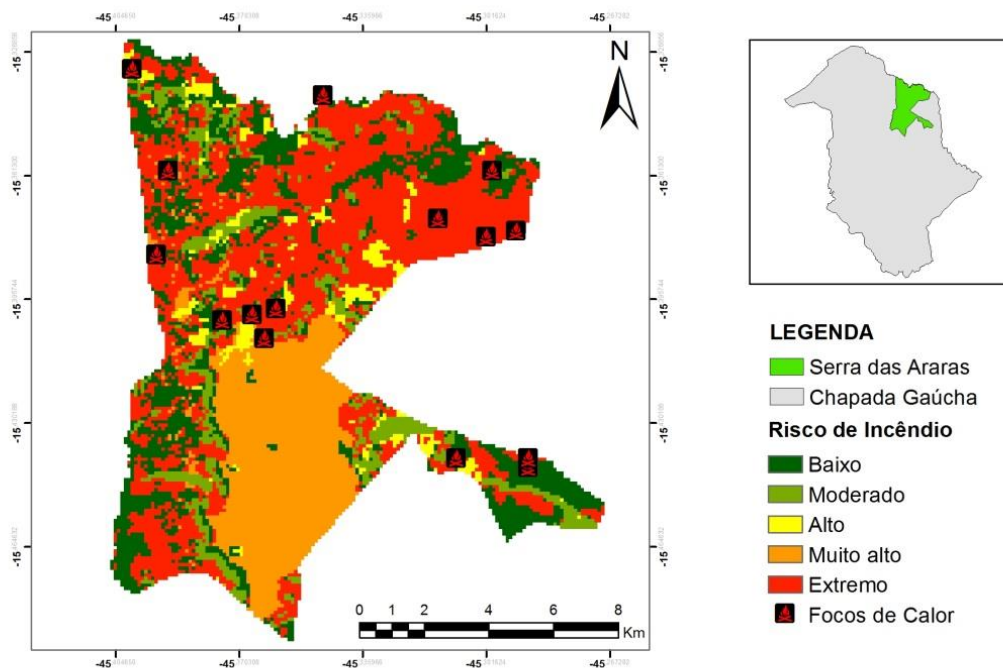 -45 -45 -45 -45 -45
N
-15
-15
-15
-15
-15
-15
-15
-15
-15
-15
0 1 2 4 6 8
Km
-45 -45 -45 -45 -45
LEGENDA
Serra das Araras
Chapada Gaúcha
Risco de Incêndio
Baixo
Moderado
Alto
Muito alto
Extremo
Focos de Calor